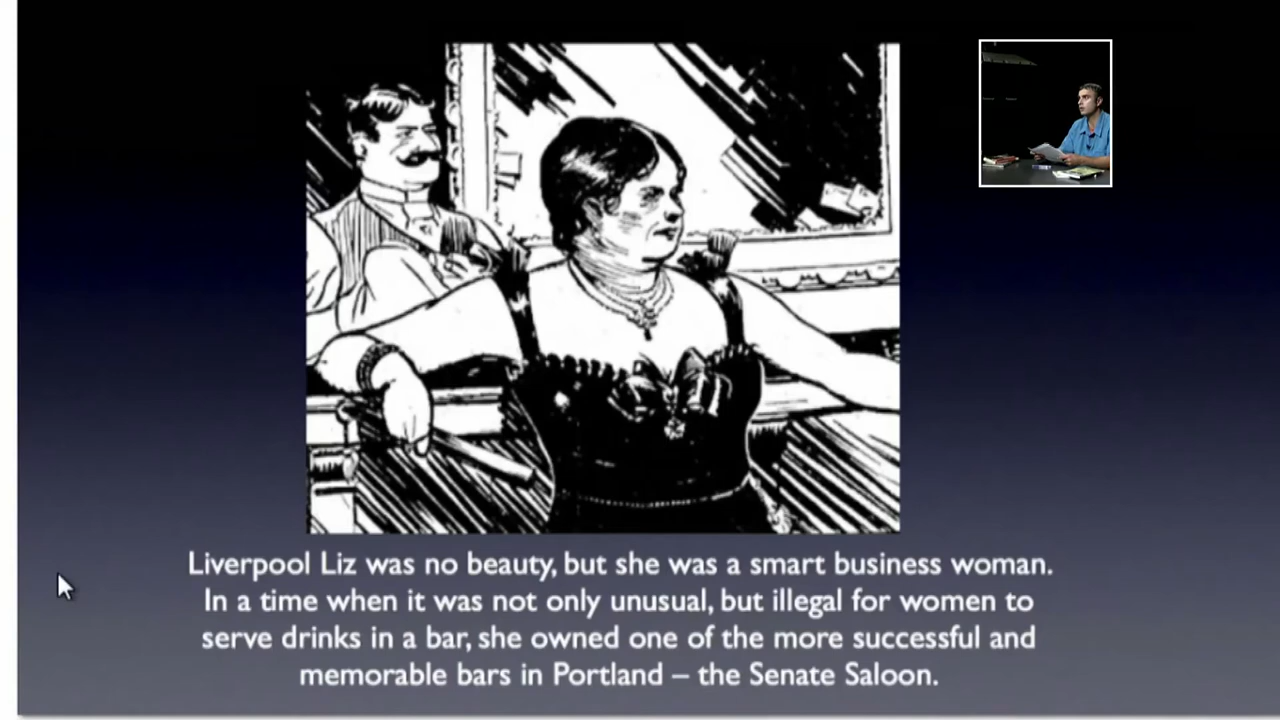 Liverpool Liz was no beauty, but she was a smart business woman.
In a time when it was not only unusual, but illegal for women to
serve drinks in a bar, she owned one of the more successful and
memorable bars in Portland – the Senate Saloon.